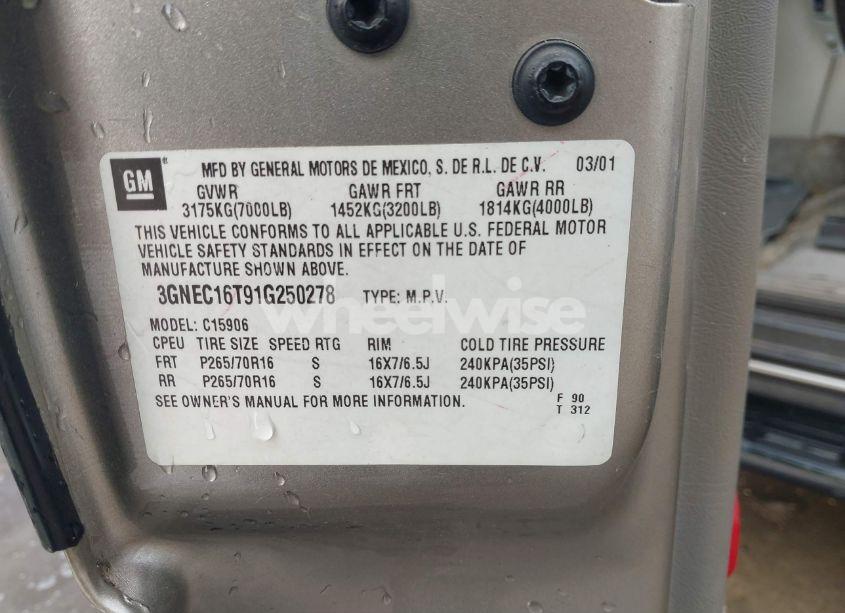 GM
MFD BY GENERAL MOTORS DE MEXICO, S. DE R.L. DE C.V. 03/01
GVWR GAWR FRT GAWR RR
3175KG(7000LB) 1452KG(3200LB) 1814KG(4000LB)
THIS VEHICLE CONFORMS TO ALL APPLICABLE U.S. FEDERAL MOTOR
VEHICLE SAFETY STANDARDS IN EFFECT ON THE DATE OF
MANUFACTURE SHOWN ABOVE.
3GNEC16T91G250278 TYPE: M.P.V.
wheelwise
MODEL: C15906
CPEU TIRE SIZE SPEED RTG RIM COLD TIRE PRESSURE
FRT P265/70R16 S 16X7/6.5J 240KPA(35PSI)
RR P265/70R16 S 16X7/6.5J 240KPA(35PSI)
SEE OWNER'S MANUAL FOR MORE INFORMATION. F 90
T 312